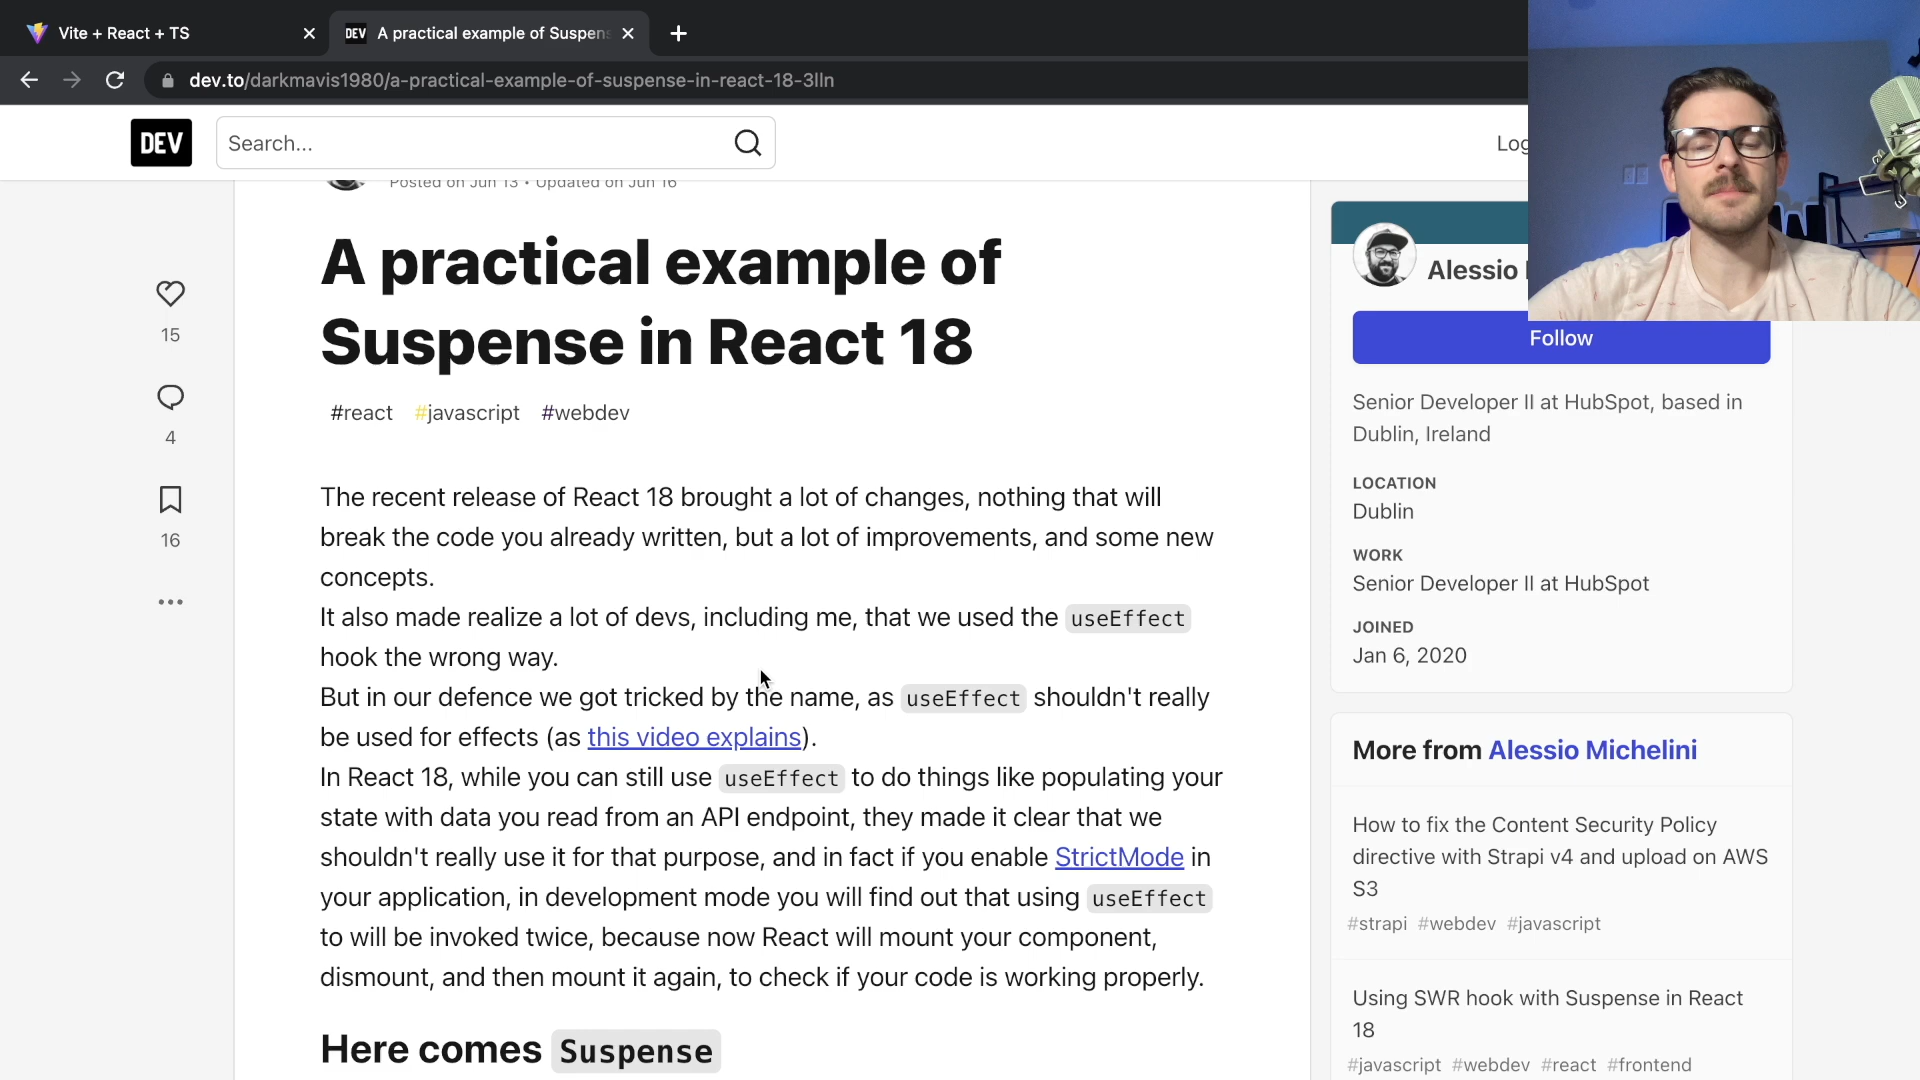 Vite + React + TS
DEV A practical example of Suspens
dev.to/darkmavis1980/a-practical-example-of-suspense-in-react-18-3lln
DEV
Search...
Log
Posted on Jun 13 • Updated on Jun 16
A practical example of
Suspense in React 18
#react #javascript #webdev
15
4
16
The recent release of React 18 brought a lot of changes, nothing that will
break the code you already written, but a lot of improvements, and some new
concepts.
It also made realize a lot of devs, including me, that we used the useEffect
hook the wrong way.
But in our defence we got tricked by the name, as useEffect shouldn't really
be used for effects (as this video explains).
In React 18, while you can still use useEffect to do things like populating your
state with data you read from an API endpoint, they made it clear that we
shouldn't really use it for that purpose, and in fact if you enable StrictMode in
your application, in development mode you will find out that using useEffect
to will be invoked twice, because now React will mount your component,
dismount, and then mount it again, to check if your code is working properly.
Here comes Suspense
Alessio
Follow
Senior Developer II at HubSpot, based in
Dublin, Ireland
LOCATION
Dublin
WORK
Senior Developer II at HubSpot
JOINED
Jan 6, 2020
More from Alessio Michelini
How to fix the Content Security Policy
directive with Strapi v4 and upload on AWS
S3
#strapi #webdev #javascript
Using SWR hook with Suspense in React
18
#javascript #webdev #react #frontend